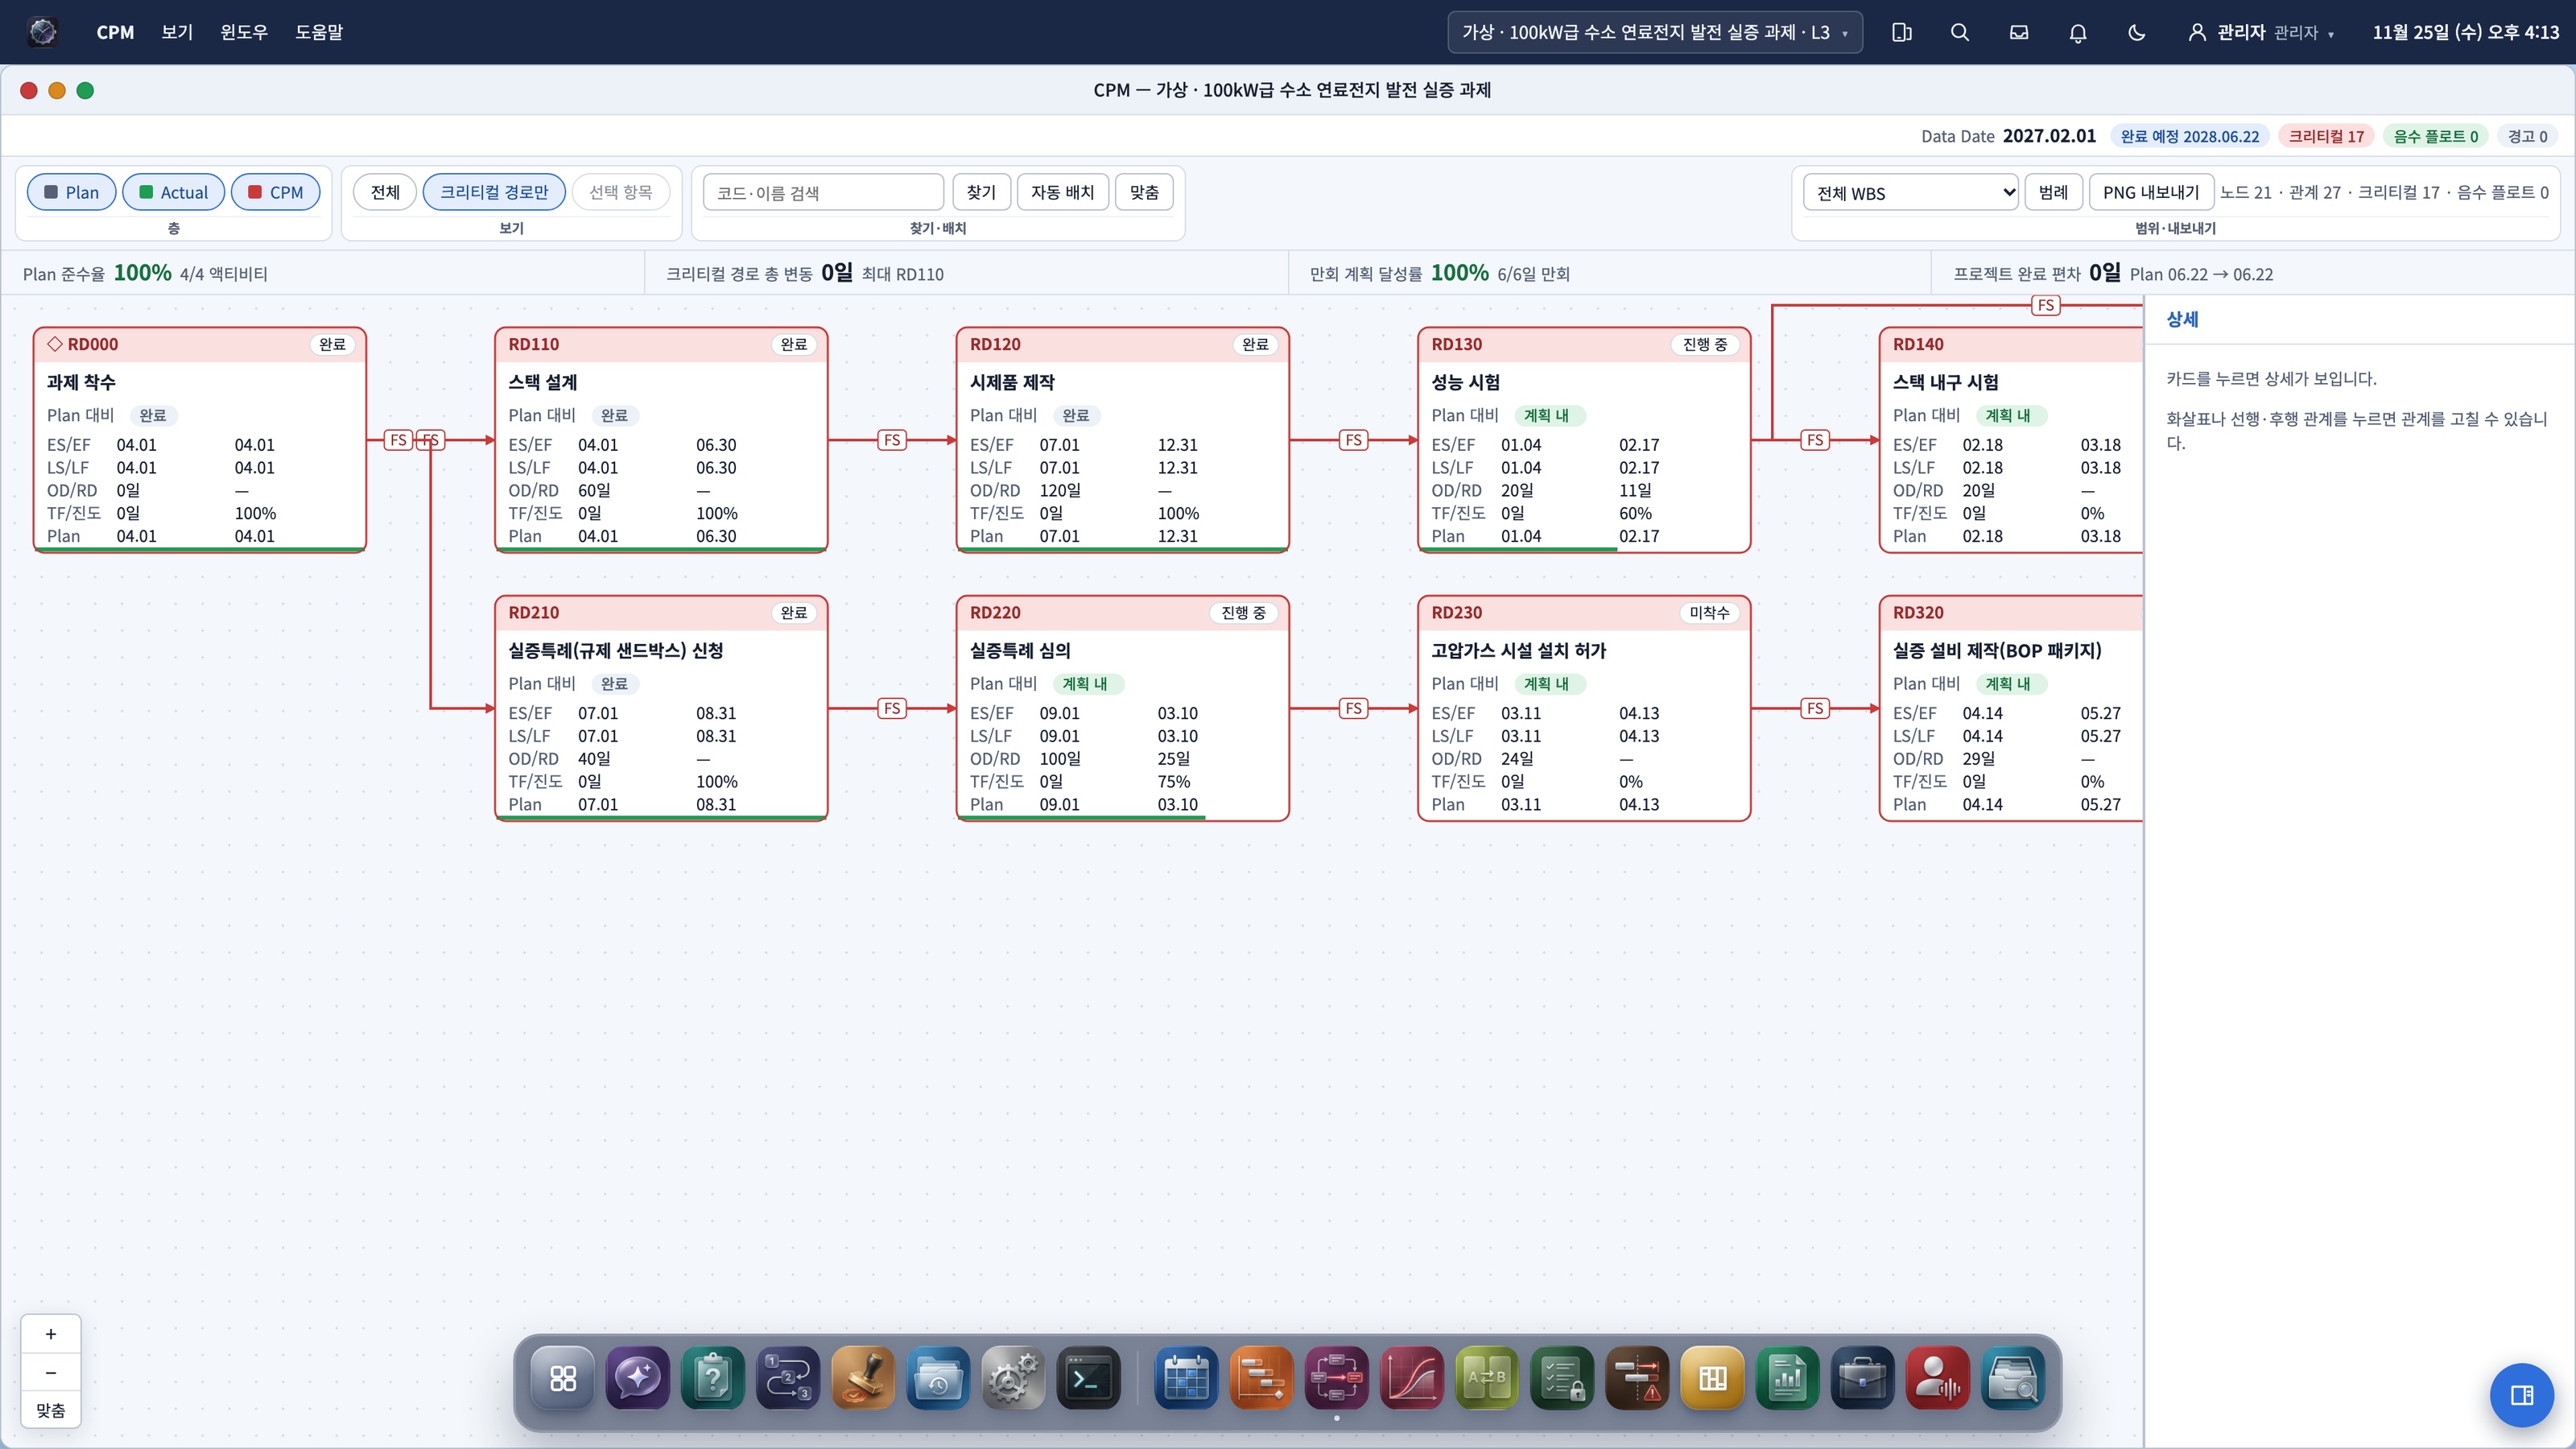 CPM 보기 윈도우 도움말 가상 · 100kW급 수소 연료전지 발전 실증 과제 · L3 관리자 관리자 11월 25일 (수) 오후 4:13
CPM — 가상 · 100kW급 수소 연료전지 발전 실증 과제
Data Date 2027.02.01 완료 예정 2028.06.22 크리티컬 17 음수 플로트 0 경고 0
Plan Actual CPM 전체 크리티컬 경로만 선택 항목 코드·이름 검색 찾기 자동 배치 맞춤 전체 WBS 범례 PNG 내보내기 노드 21 · 관계 27 · 크리티컬 17 · 음수 플로트 0
층 보기 찾기·배치 범위·내보내기
Plan 준수율 100% 4/4 액티비티 크리티컬 경로 총 변동 0일 최대 RD110 만회 계획 달성률 100% 6/6일 만회 프로젝트 완료 편차 0일 Plan 06.22 → 06.22
FS
RD000 완료
과제 착수
Plan 대비 완료
ES/EF 04.01 04.01
LS/LF 04.01 04.01
OD/RD 0일 —
TF/진도 0일 100%
Plan 04.01 04.01
FS FS
RD110 완료
스택 설계
Plan 대비 완료
ES/EF 04.01 06.30
LS/LF 04.01 06.30
OD/RD 60일 —
TF/진도 0일 100%
Plan 04.01 06.30
FS
RD120 완료
시제품 제작
Plan 대비 완료
ES/EF 07.01 12.31
LS/LF 07.01 12.31
OD/RD 120일 —
TF/진도 0일 100%
Plan 07.01 12.31
FS
RD130 진행 중
성능 시험
Plan 대비 계획 내
ES/EF 01.04 02.17
LS/LF 01.04 02.17
OD/RD 20일 11일
TF/진도 0일 60%
Plan 01.04 02.17
FS
RD140
스택 내구 시험
Plan 대비 계획 내
ES/EF 02.18 03.18
LS/LF 02.18 03.18
OD/RD 20일 —
TF/진도 0일 0%
Plan 02.18 03.18
RD210 완료
실증특례(규제 샌드박스) 신청
Plan 대비 완료
ES/EF 07.01 08.31
LS/LF 07.01 08.31
OD/RD 40일 —
TF/진도 0일 100%
Plan 07.01 08.31
FS
RD220 진행 중
실증특례 심의
Plan 대비 계획 내
ES/EF 09.01 03.10
LS/LF 09.01 03.10
OD/RD 100일 25일
TF/진도 0일 75%
Plan 09.01 03.10
FS
RD230 미착수
고압가스 시설 설치 허가
Plan 대비 계획 내
ES/EF 03.11 04.13
LS/LF 03.11 04.13
OD/RD 24일 —
TF/진도 0일 0%
Plan 03.11 04.13
FS
RD320
실증 설비 제작(BOP 패키지)
Plan 대비 계획 내
ES/EF 04.14 05.27
LS/LF 04.14 05.27
OD/RD 29일 —
TF/진도 0일 0%
Plan 04.14 05.27
상세
카드를 누르면 상세가 보입니다.
화살표나 선행·후행 관계를 누르면 관계를 고칠 수 있습니
다.
+
−
맞춤
?
1
2
3
A⇄B